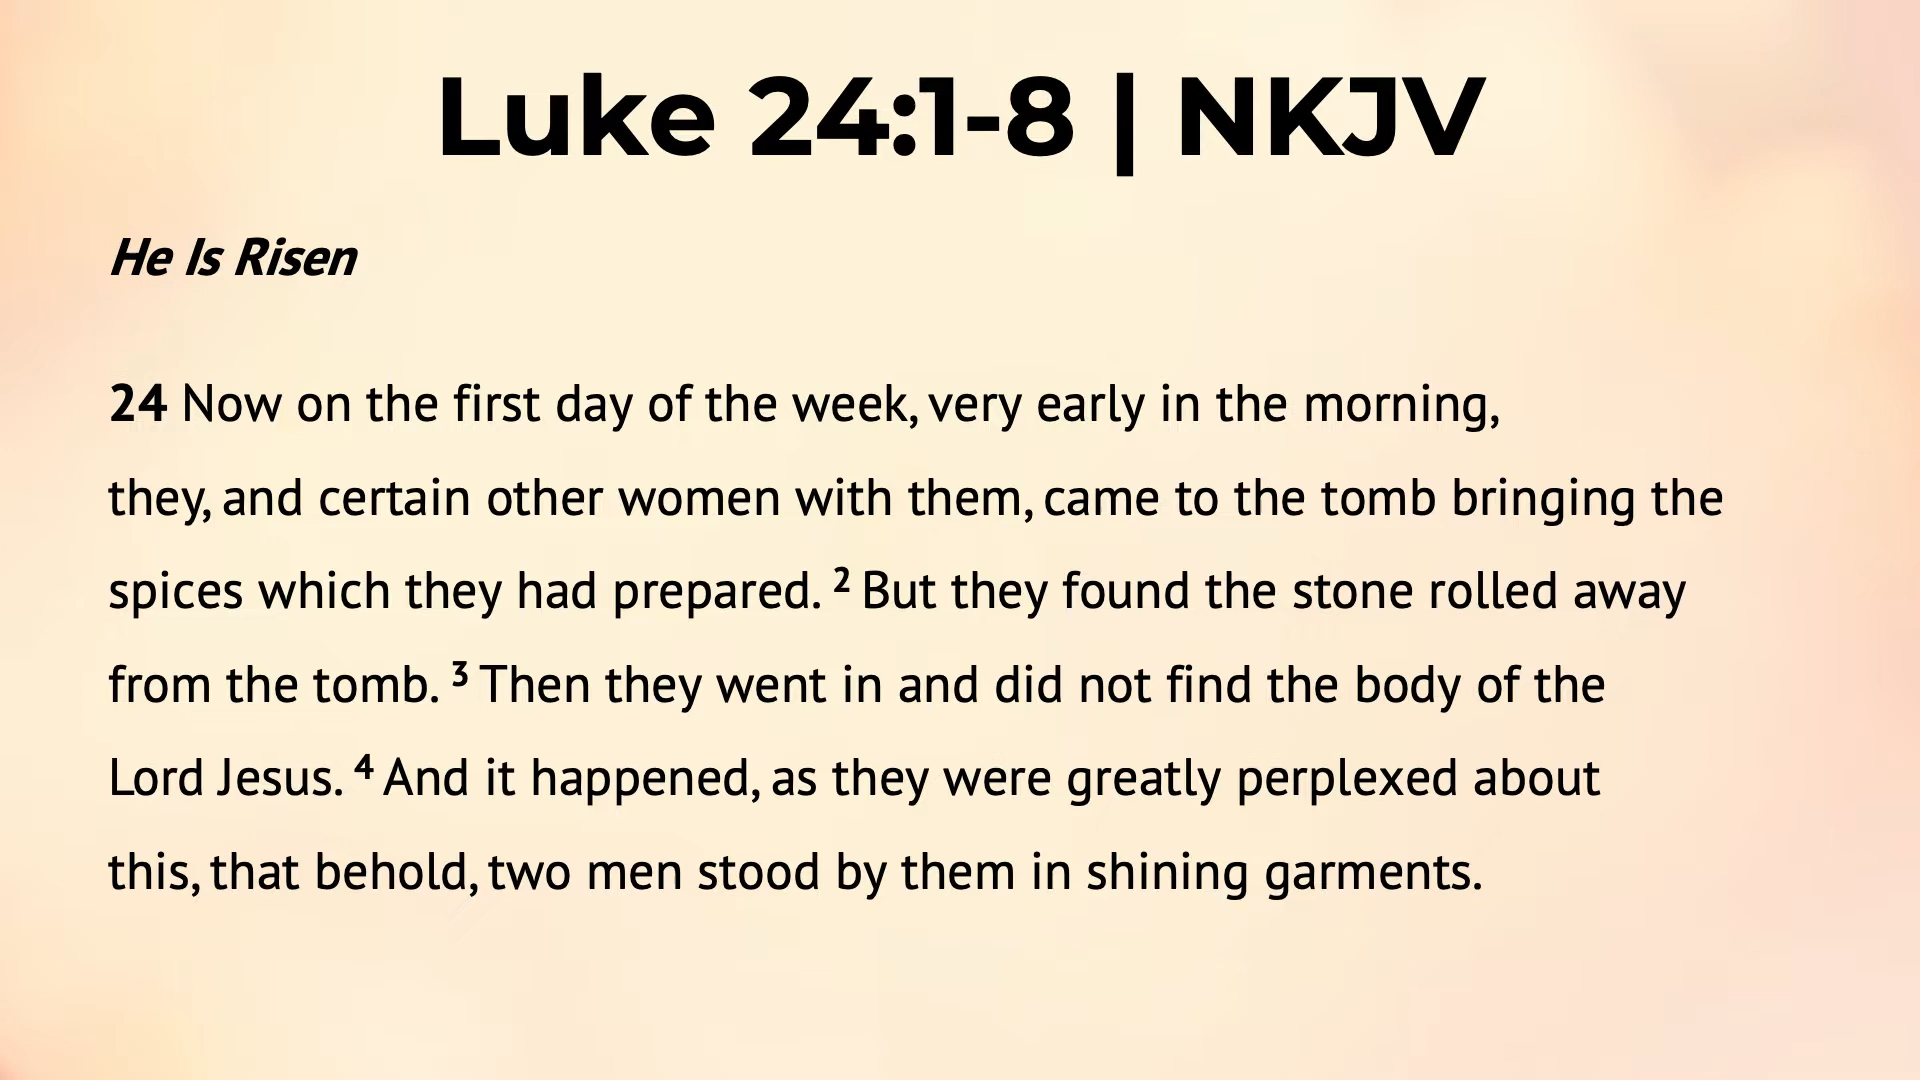 Luke 24:1-8 | NKJV
He Is Risen
24 Now on the first day of the week, very early in the morning,
they, and certain other women with them, came to the tomb bringing the
spices which they had prepared. 2 But they found the stone rolled away
from the tomb. 3 Then they went in and did not find the body of the
Lord Jesus. 4 And it happened, as they were greatly perplexed about
this, that behold, two men stood by them in shining garments.